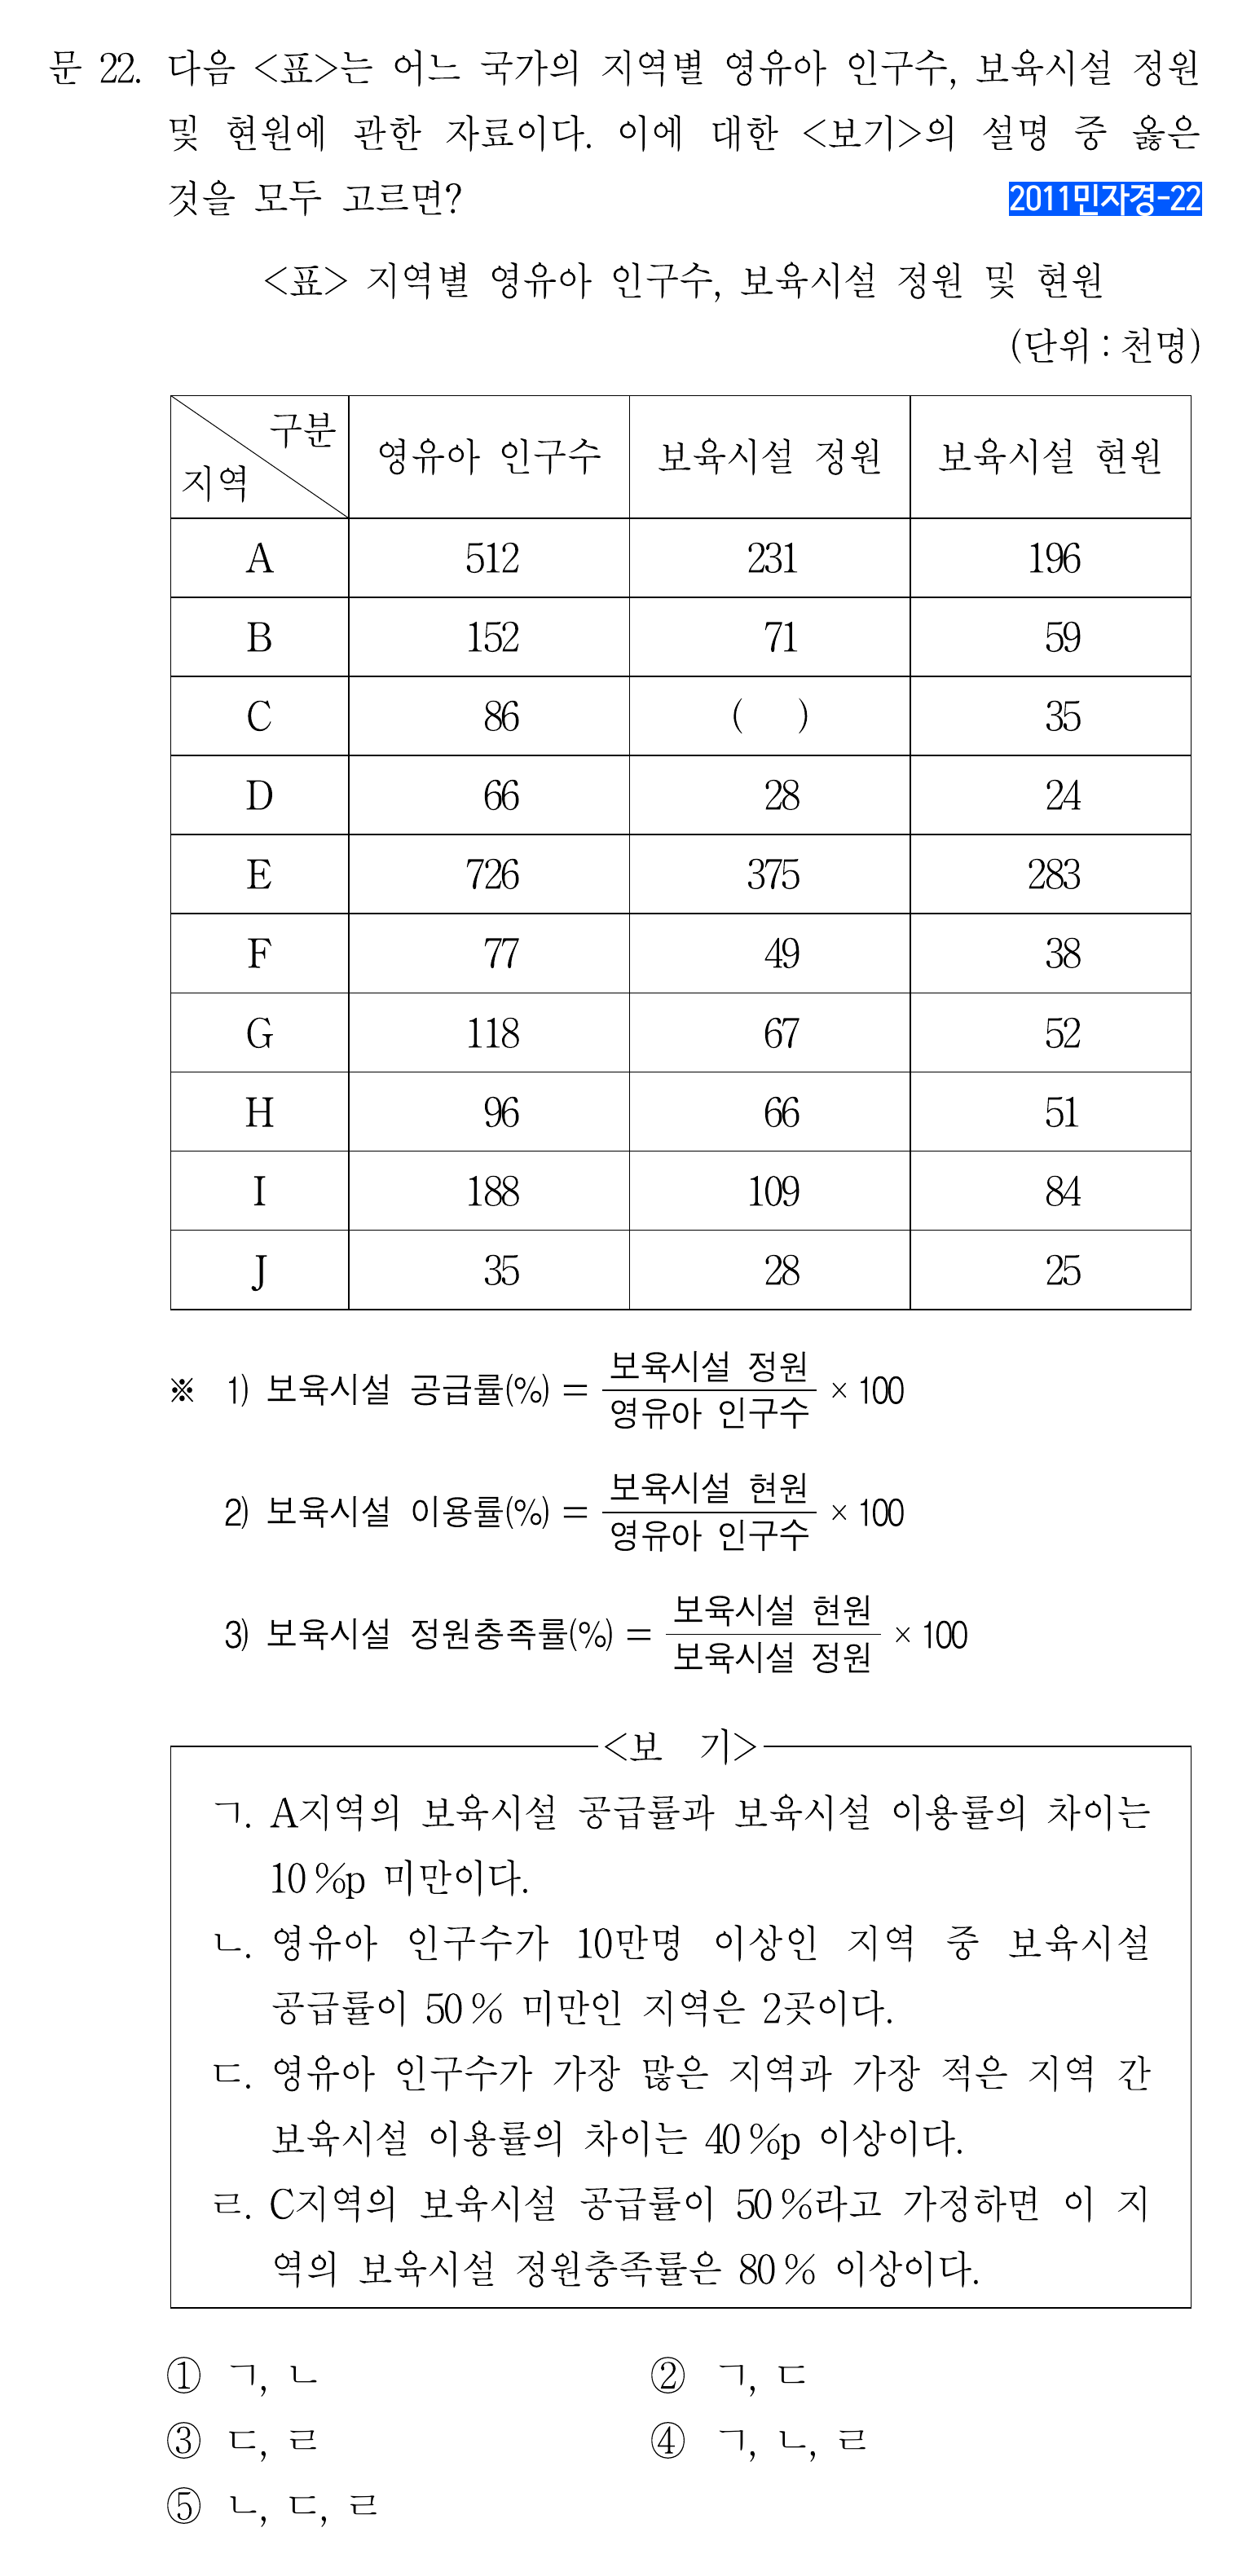 문 22. 다음 <표>는 어느 국가의 지역별 영유아 인구수, 보육시설 정원
및 현원에 관한 자료이다. 이에 대한 <보기>의 설명 중 옳은
것을 모두 고르면?
2011민자경-22
<표> 지역별 영유아 인구수, 보육시설 정원 및 현원
(단위 : 천명)
구분
지역
영유아 인구수 보육시설 정원 보육시설 현원
A 512 231 196
B 152 71 59
C 86 ( ) 35
D 66 28 24
E 726 375 283
F 77 49 38
G 118 67 52
H 96 66 51
I 188 109 84
J 35 28 25
※ 1) 보육시설 공급률(%) = 보육시설 정원 / 영유아 인구수 × 100
2) 보육시설 이용률(%) = 보육시설 현원 / 영유아 인구수 × 100
3) 보육시설 정원충족률(%) = 보육시설 현원 / 보육시설 정원 × 100
<보 기>
ㄱ. A지역의 보육시설 공급률과 보육시설 이용률의 차이는
10 %p 미만이다.
ㄴ. 영유아 인구수가 10만명 이상인 지역 중 보육시설
공급률이 50 % 미만인 지역은 2곳이다.
ㄷ. 영유아 인구수가 가장 많은 지역과 가장 적은 지역 간
보육시설 이용률의 차이는 40 %p 이상이다.
ㄹ. C지역의 보육시설 공급률이 50 %라고 가정하면 이 지
역의 보육시설 정원충족률은 80 % 이상이다.
① ㄱ, ㄴ ② ㄱ, ㄷ
③ ㄷ, ㄹ ④ ㄱ, ㄴ, ㄹ
⑤ ㄴ, ㄷ, ㄹ